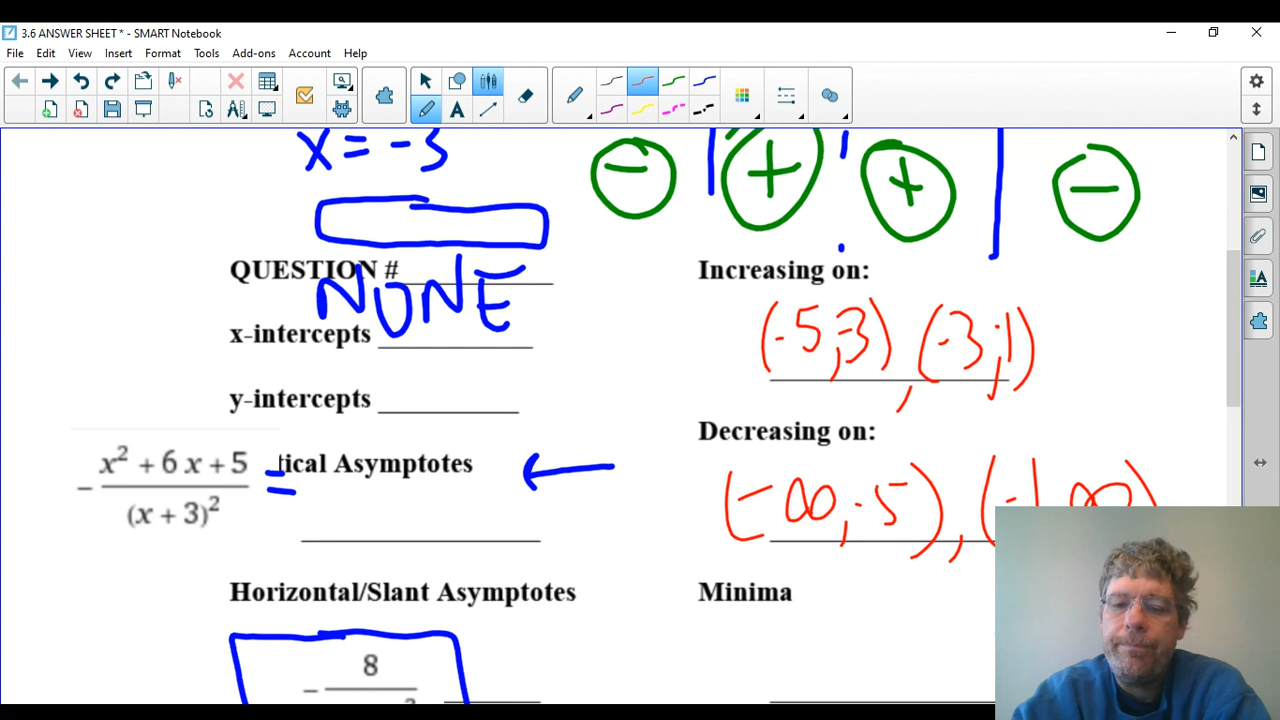 3.6 ANSWER SHEET * - SMART Notebook
File Edit View Insert Format Tools Add-ons Account Help
x = -3
- + + -
QUESTION #
NONE
x-intercepts
y-intercepts
- x² + 6 x + 5 / (x + 3)² =
tical Asymptotes
Horizontal/Slant Asymptotes
- 8
Increasing on:
(-5,-3), (-3,-1)
Decreasing on:
(-∞,-5), (-1,∞)
Minima